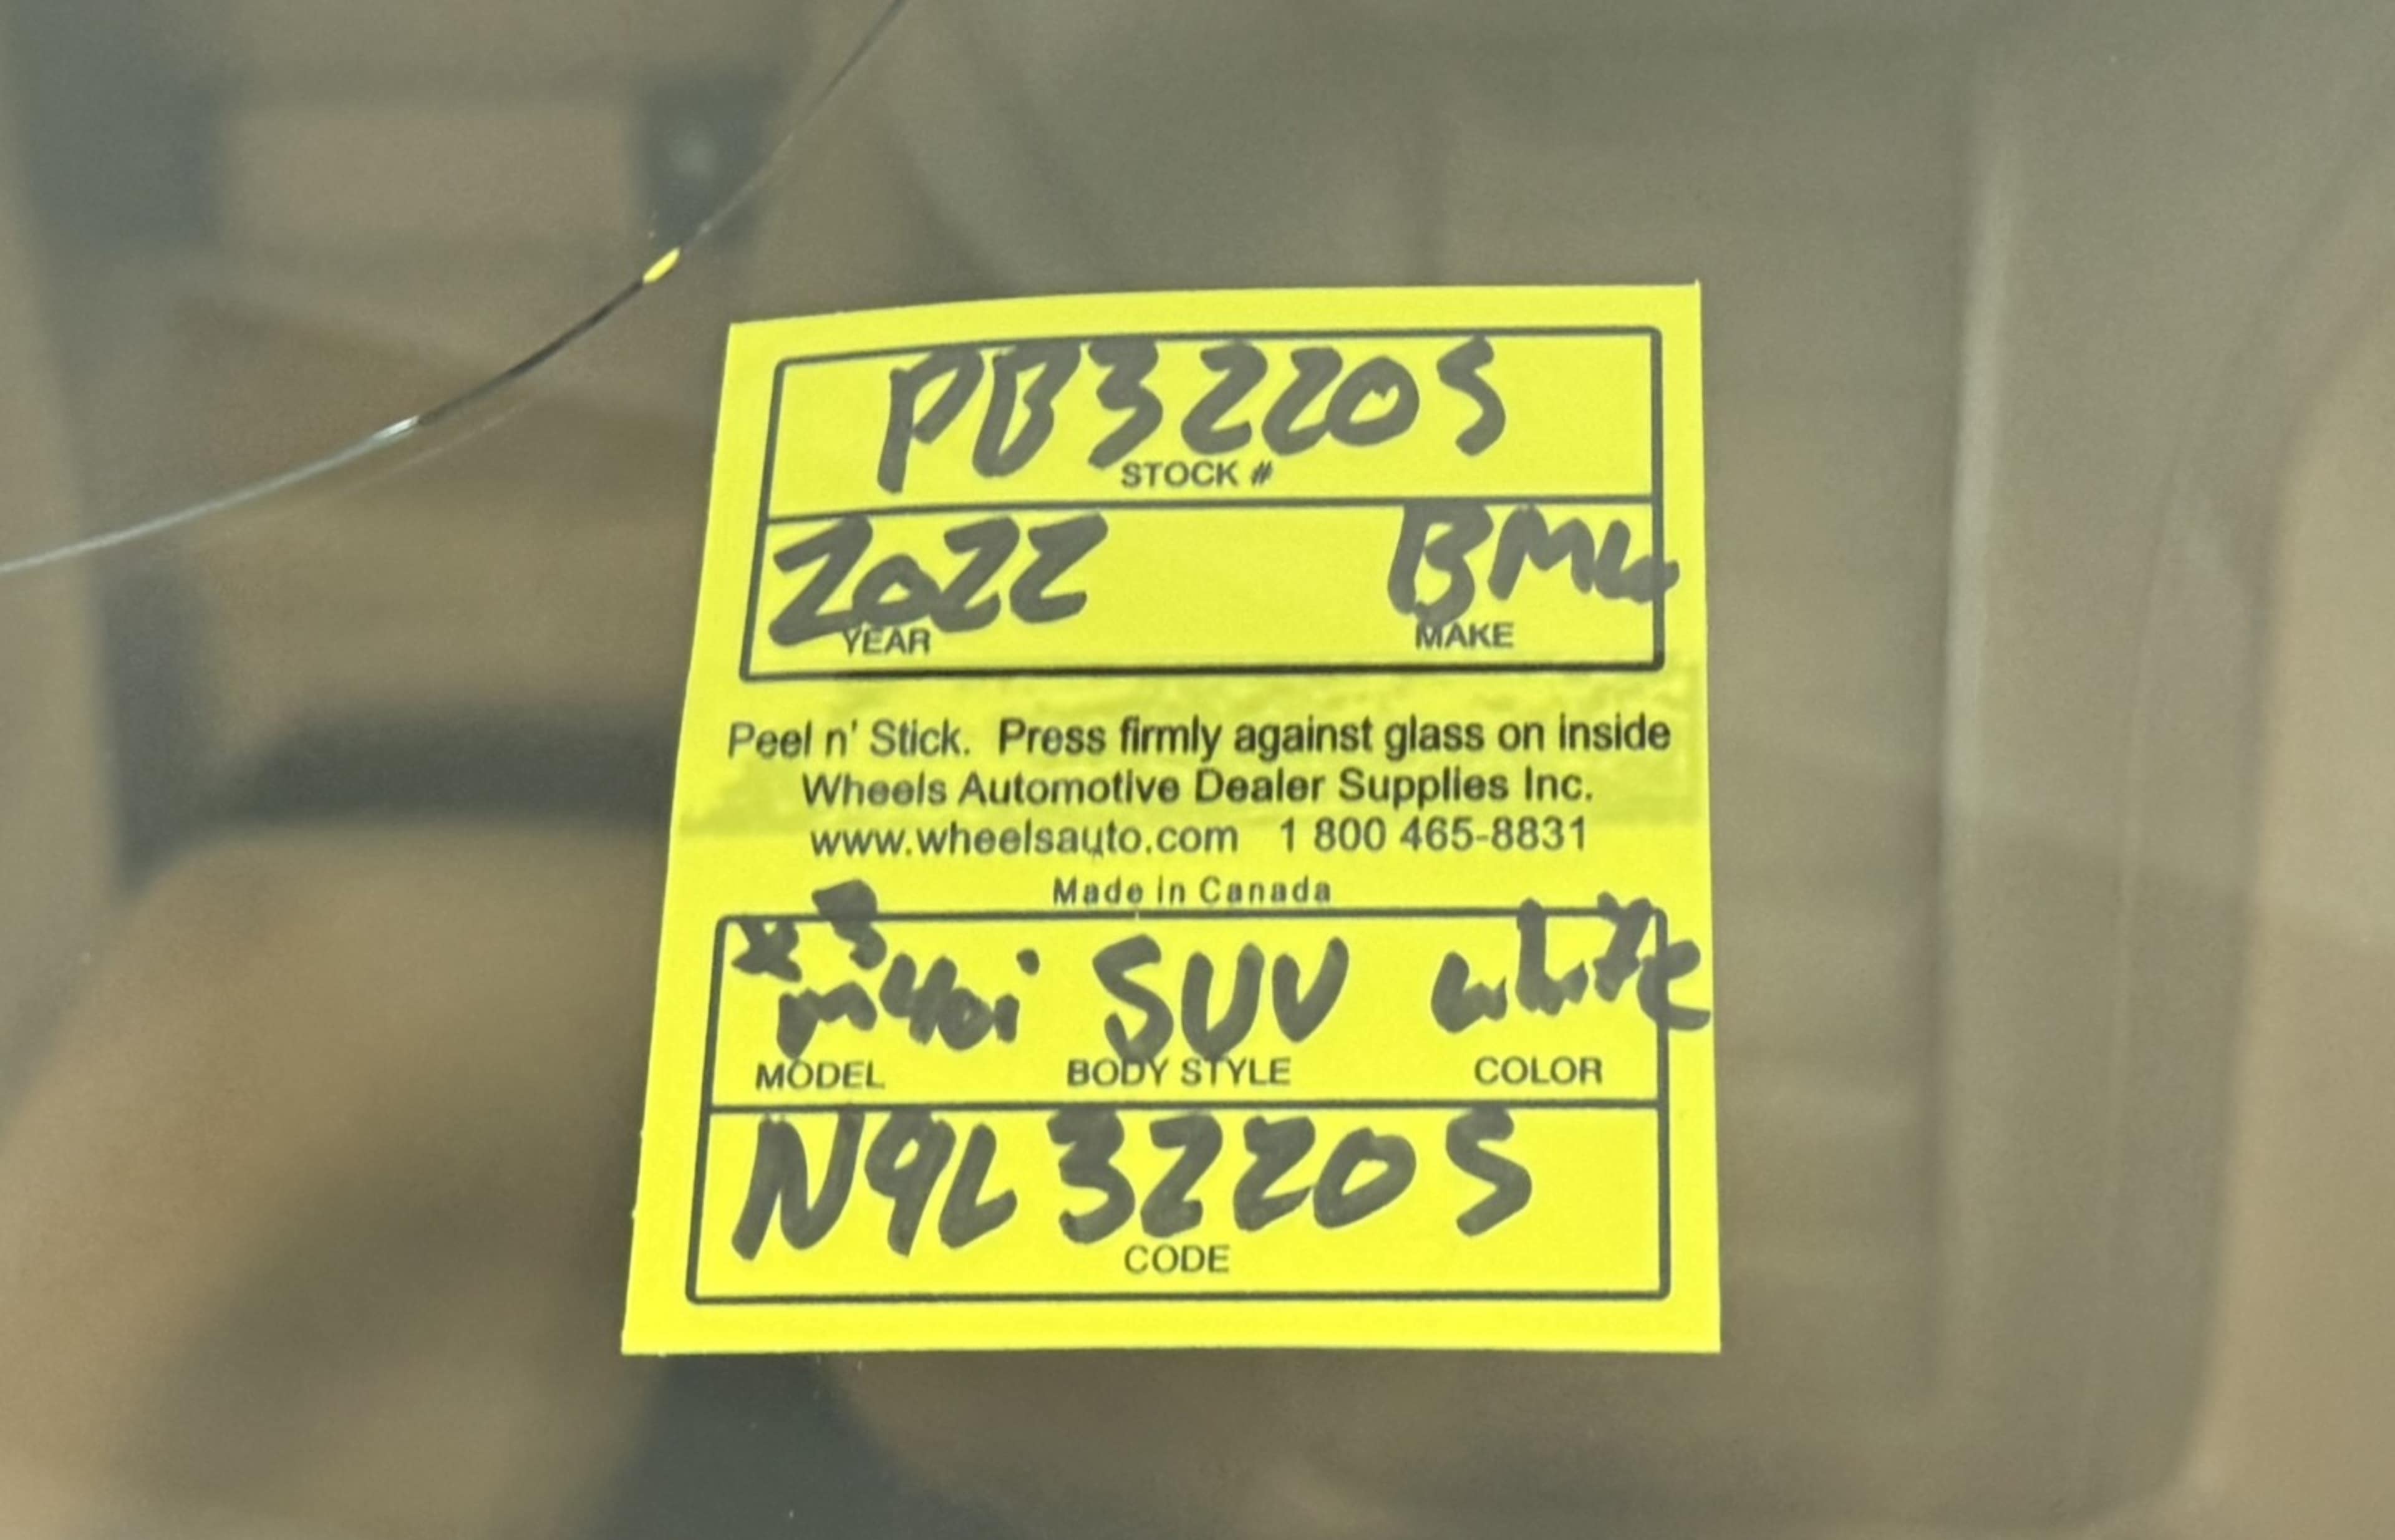 PB32205
STOCK #
2022 BMW
YEAR MAKE
Peel n' Stick. Press firmly against glass on inside
Wheels Automotive Dealer Supplies Inc.
www.wheelsauto.com 1 800 465-8831
Made in Canada
X3 m40i SUV white
MODEL BODY STYLE COLOR
N9L32205
CODE